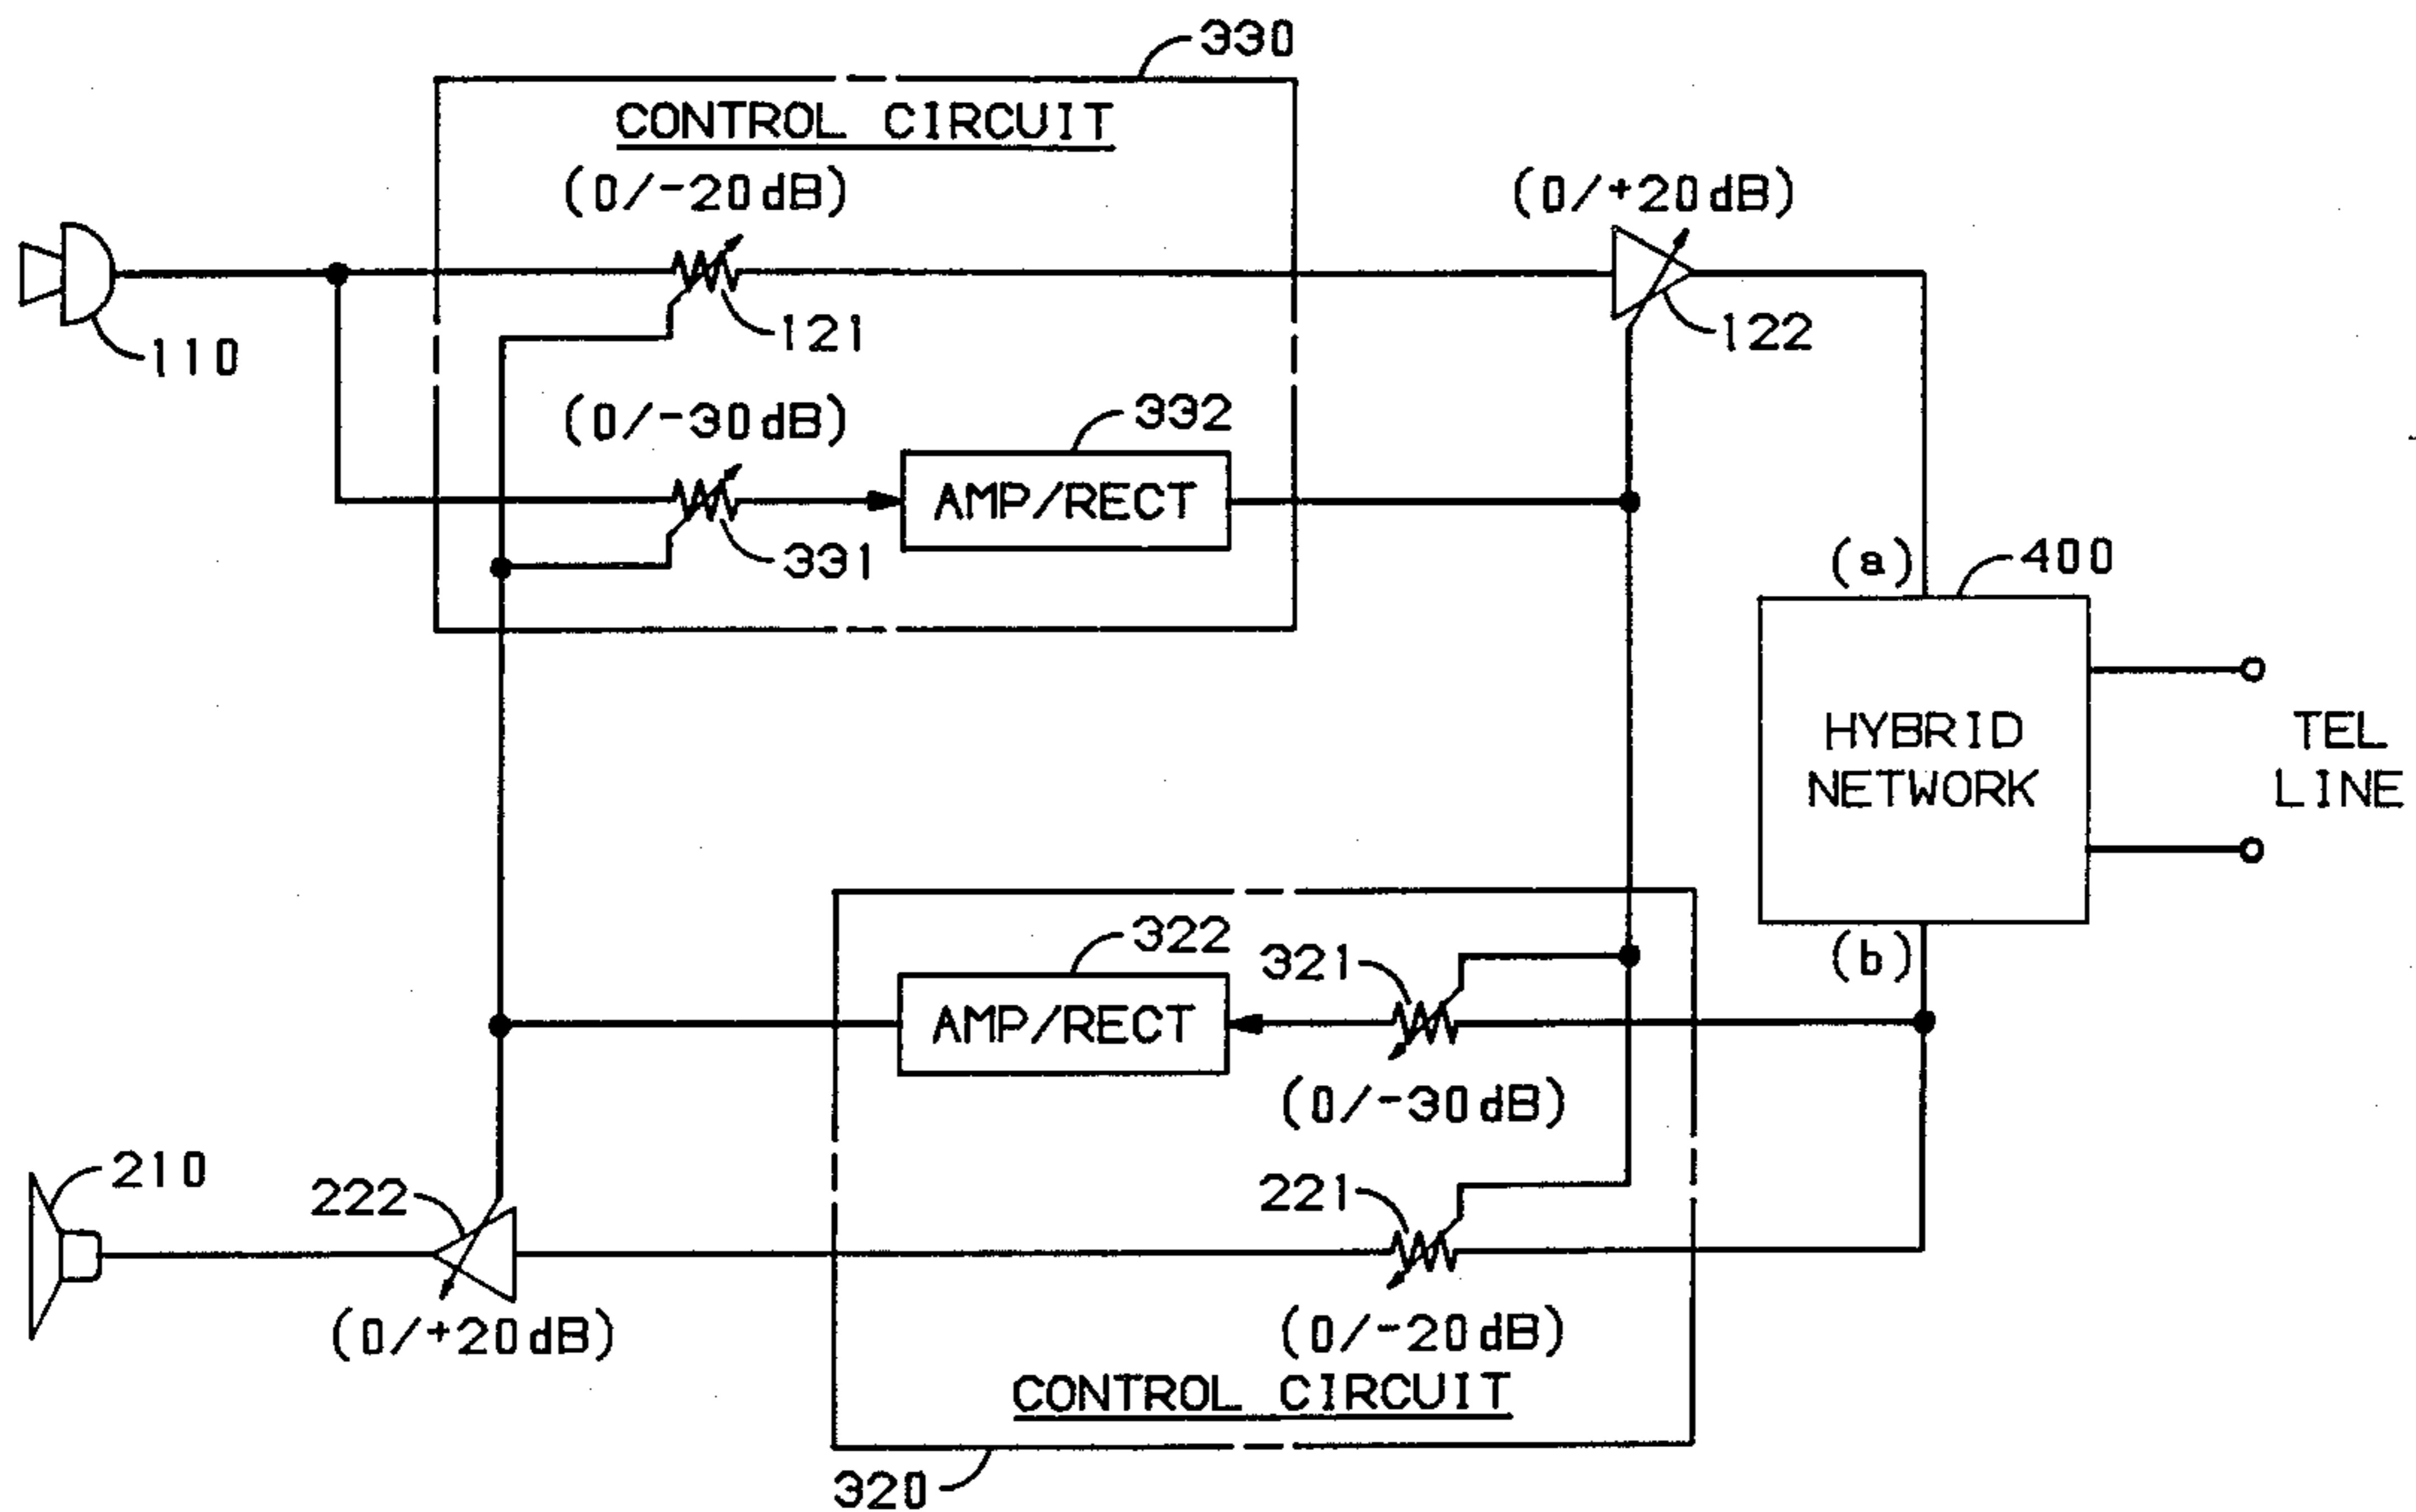 330
CONTROL CIRCUIT
(0/-20dB)
(0/+20dB)
121
122
110
(0/-30dB)
332
AMP/RECT
331
(a)
400
HYBRID
NETWORK
TEL
LINE
(b)
322
321
AMP/RECT
(0/-30dB)
210
222
221
(0/+20dB)
(0/-20dB)
CONTROL CIRCUIT
320